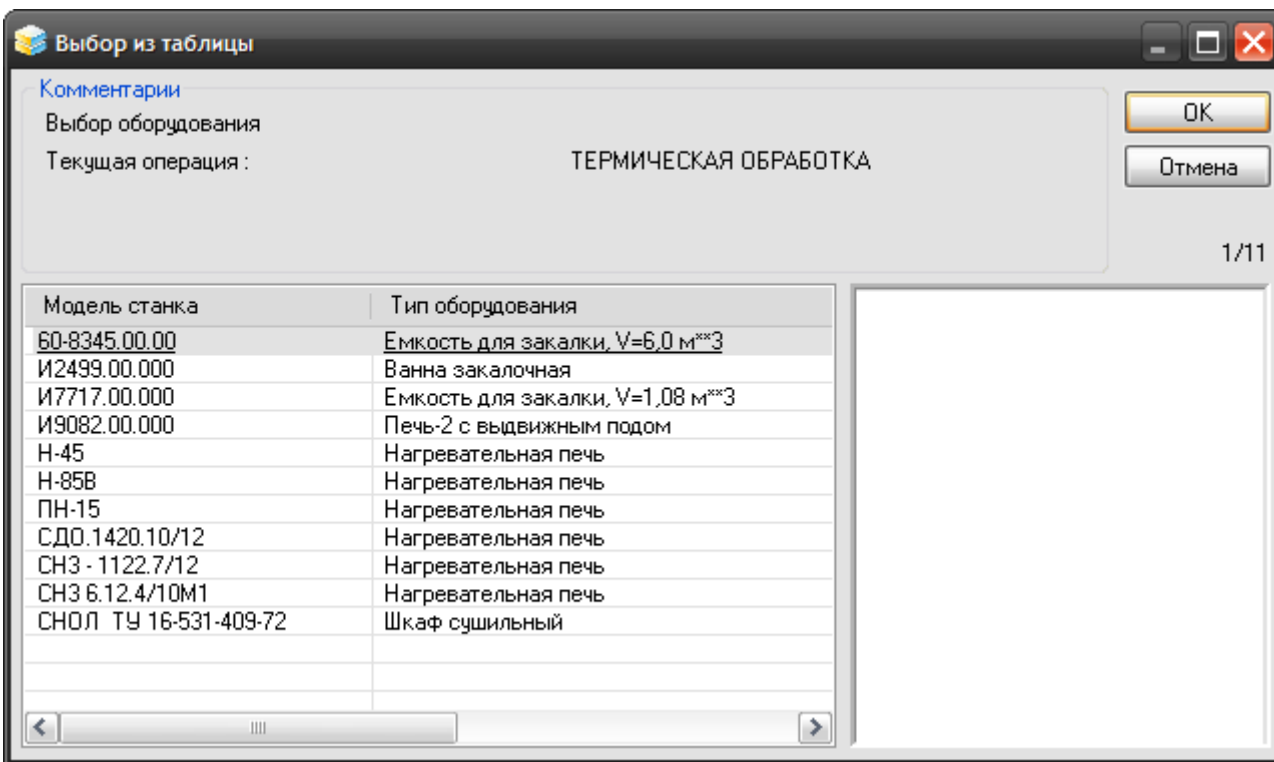 Выбор из таблицы
Комментарии
Выбор оборудования
Текущая операция : ТЕРМИЧЕСКАЯ ОБРАБОТКА
OK
Отмена
1/11
Модель станка Тип оборудования
60-8345.00.00 Емкость для закалки, V=6,0 м**3
И2499.00.000 Ванна закалочная
И7717.00.000 Емкость для закалки, V=1,08 м**3
И9082.00.000 Печь-2 с выдвижным подом
Н-45 Нагревательная печь
Н-85В Нагревательная печь
ПН-15 Нагревательная печь
СДО.1420.10/12 Нагревательная печь
СНЗ - 1122.7/12 Нагревательная печь
СНЗ 6.12.4/10М1 Нагревательная печь
СНОЛ ТУ 16-531-409-72 Шкаф сушильный